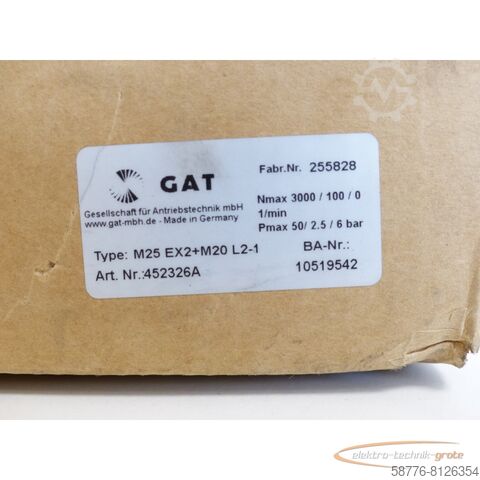 GAT
Gesellschaft für Antriebstechnik mbH
www.gat-mbh.de - Made in Germany
Type: M25 EX2+M20 L2-1
Art. Nr.:452326A
Fabr.Nr. 255828
Nmax 3000 / 100 / 0
1/min
Pmax 50/ 2.5 / 6 bar
BA-Nr.:
10519542
elektro-technik-grote
58776-8126354